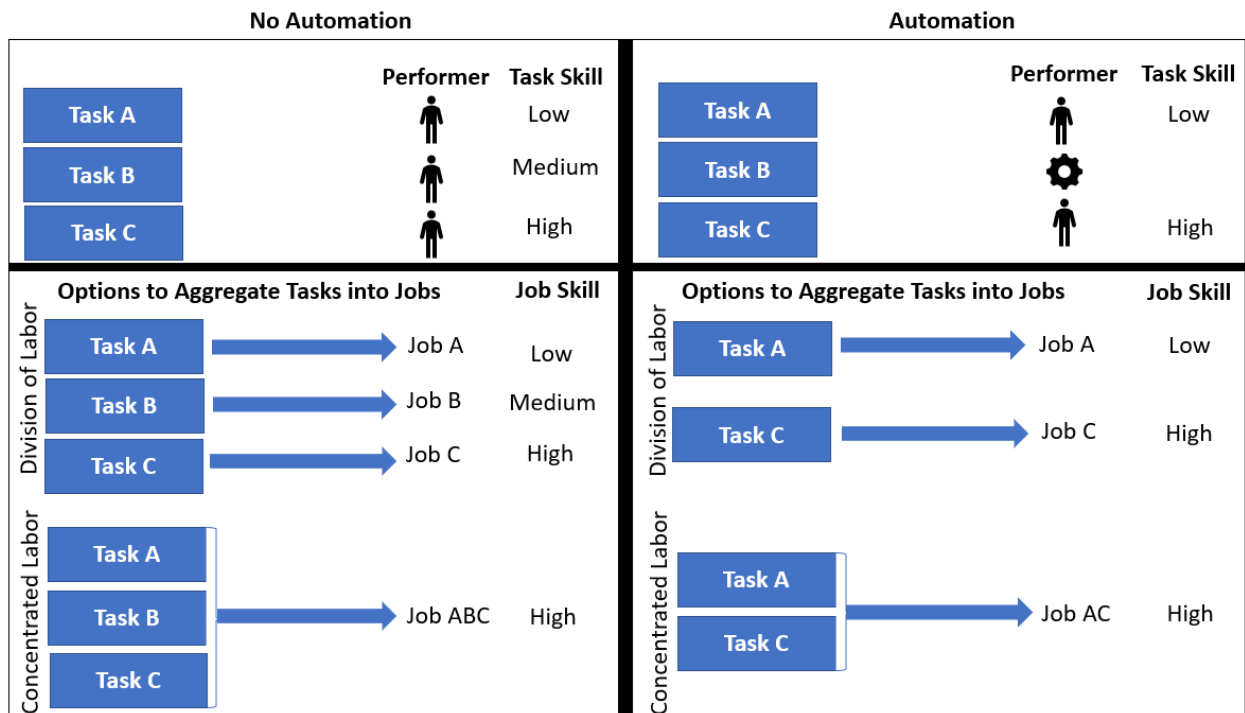 No Automation
Performer Task Skill
Task A Low
Task B Medium
Task C High
Options to Aggregate Tasks into Jobs Job Skill
Division of Labor
Task A Job A Low
Task B Job B Medium
Task C Job C High
Concentrated Labor
Task A
Task B Job ABC High
Task C
Automation
Performer Task Skill
Task A Low
Task B
Task C High
Options to Aggregate Tasks into Jobs Job Skill
Division of Labor
Task A Job A Low
Task C Job C High
Concentrated Labor
Task A
Job AC High
Task C